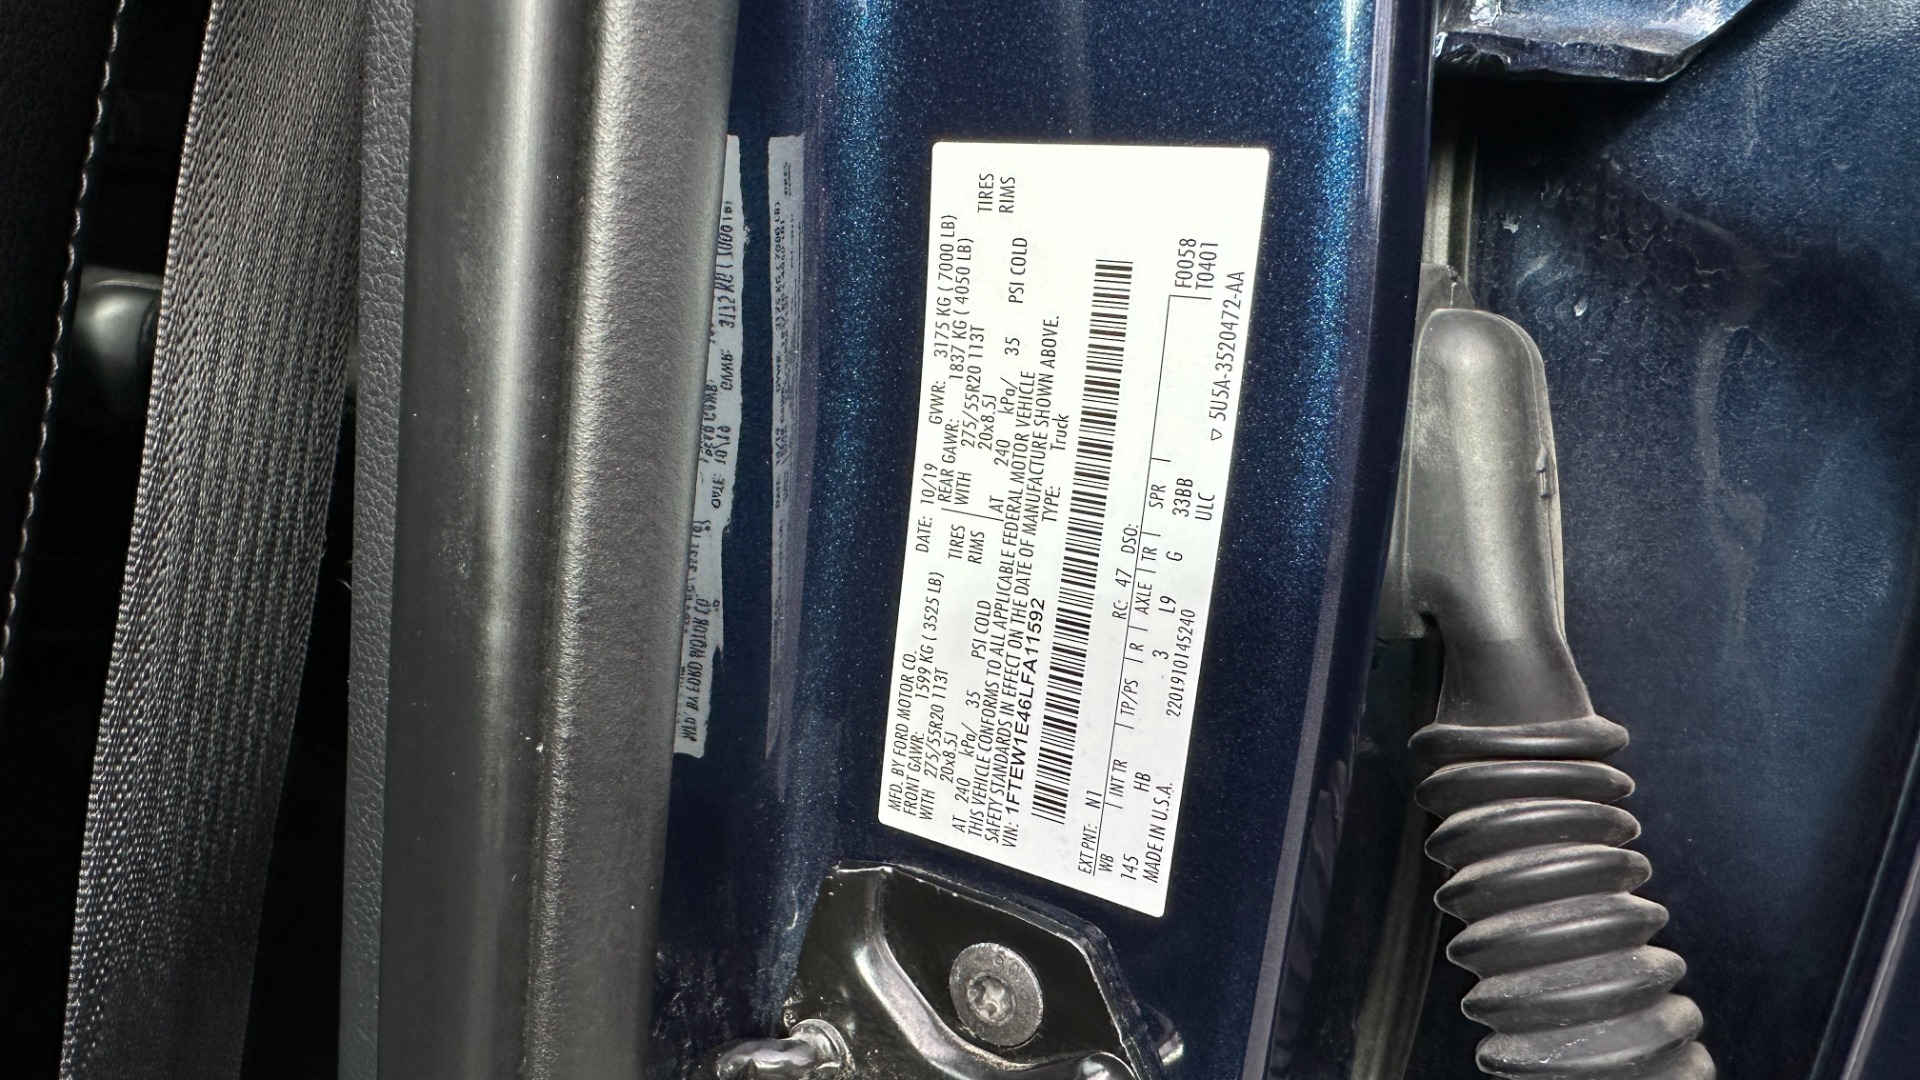 MFD. BY FORD MOTOR CO. DATE: 10/19 GVWR: 3175 KG ( 7000 LB)
FRONT GAWR: 1599 KG ( 3525 LB) REAR GAWR: 1837 KG ( 4050 LB)
WITH 275/55R20 113T TIRES WITH 275/55R20 113T TIRES
20x8.5J RIMS 20x8.5J RIMS
AT 240 kPa/ 35 PSI COLD AT 240 kPa/ 35 PSI COLD
THIS VEHICLE CONFORMS TO ALL APPLICABLE FEDERAL MOTOR VEHICLE
SAFETY STANDARDS IN EFFECT ON THE DATE OF MANUFACTURE SHOWN ABOVE.
VIN: 1FTEW1E46LFA11592 TYPE: Truck
EXT PNT: N1 RC: 47 DSO:
WB INT TR TP/PS R AXLE TR SPR F0058
145 HB 3 L9 G 33BB T0401
ULC
MADE IN U.S.A. 2201910145240
5U5A-3520472-AA